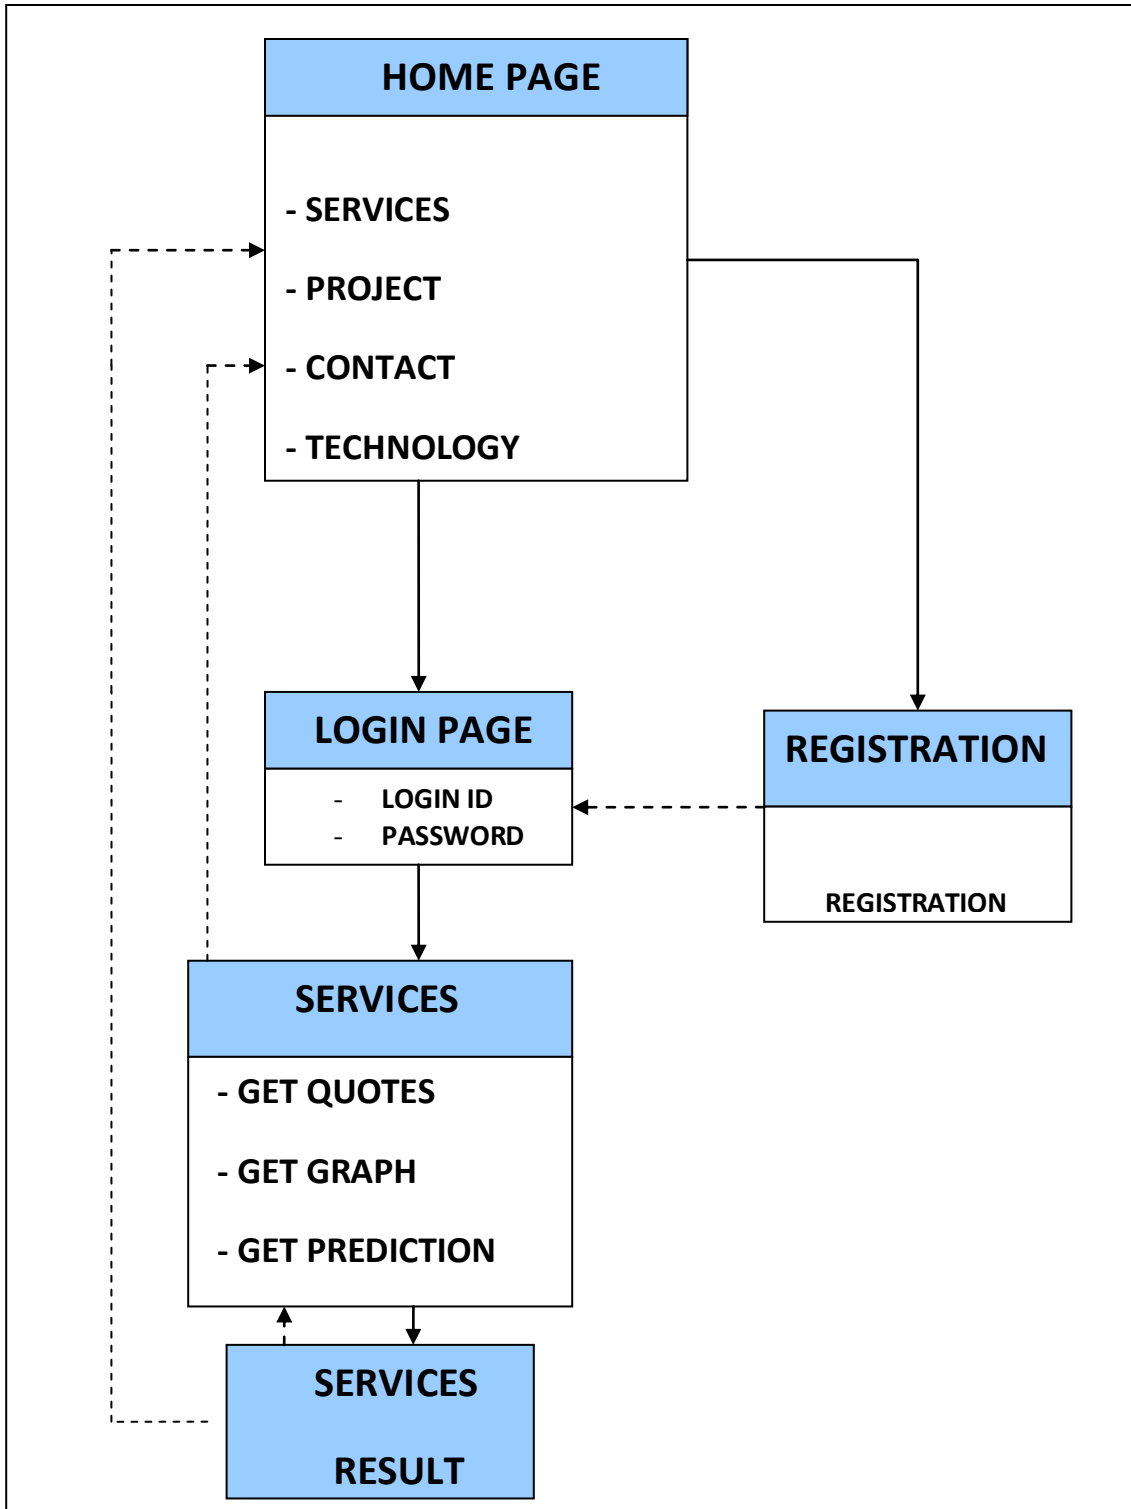 HOME PAGE
- SERVICES
- PROJECT
- CONTACT
- TECHNOLOGY
LOGIN PAGE
- LOGIN ID
- PASSWORD
REGISTRATION
REGISTRATION
SERVICES
- GET QUOTES
- GET GRAPH
- GET PREDICTION
SERVICES
RESULT